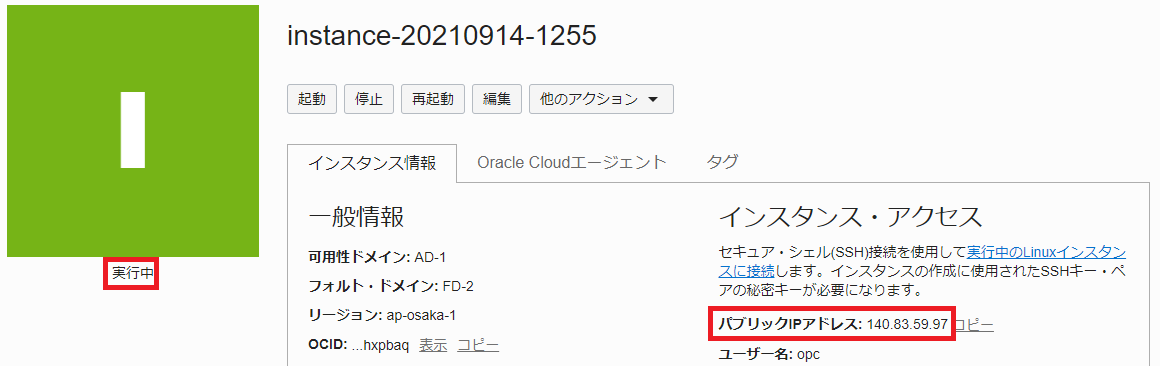 instance-20210914-1255
起動 停止 再起動 編集 他のアクション
インスタンス情報 Oracle Cloudエージェント タグ
I
実行中
一般情報
可用性ドメイン: AD-1
フォルト・ドメイン: FD-2
リージョン: ap-osaka-1
OCID: ...hxpbaq 表示 コピー
インスタンス・アクセス
セキュア・シェル(SSH)接続を使用して実行中のLinuxインスタン
スに接続します。インスタンスの作成に使用されたSSHキー・ペ
アの秘密キーが必要になります。
パブリックIPアドレス: 140.83.59.97 コピー
ユーザー名: opc